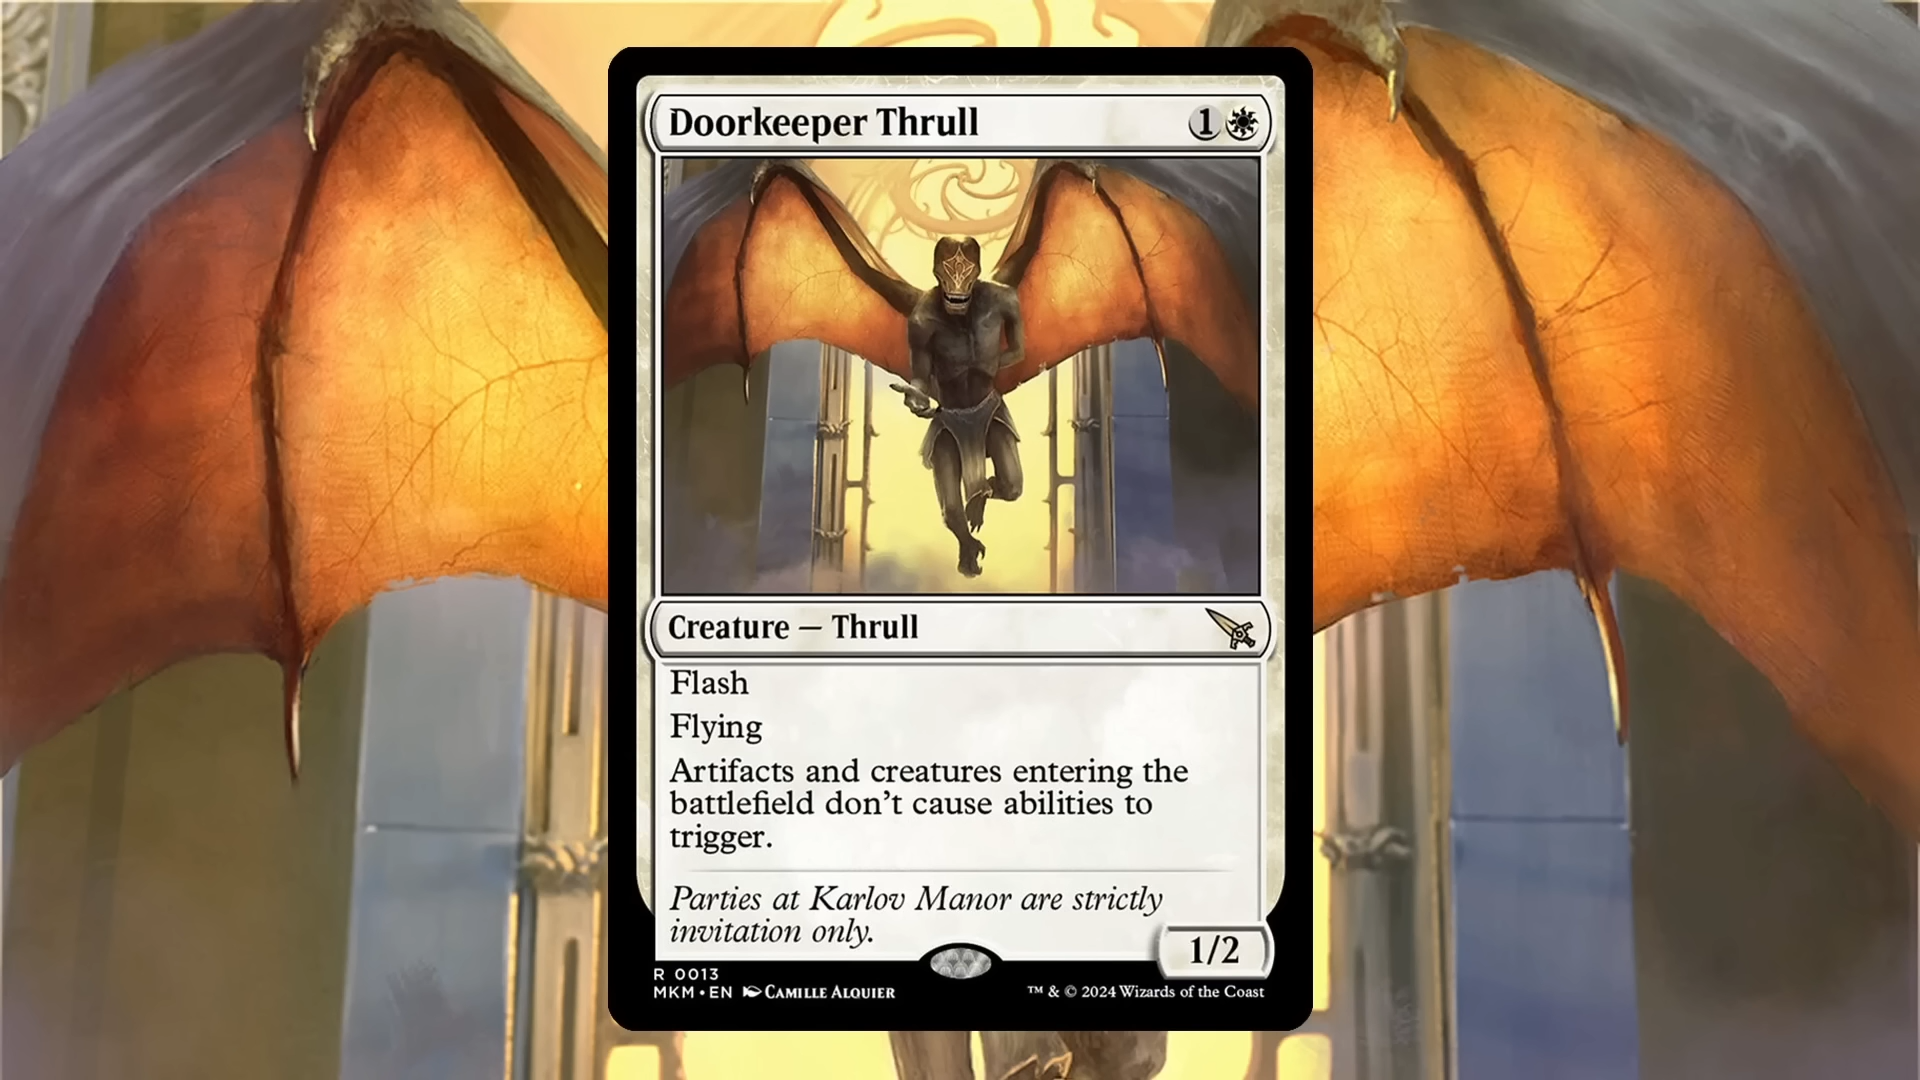 Doorkeeper Thrull 1
Creature — Thrull
Flash
Flying
Artifacts and creatures entering the
battlefield don't cause abilities to
trigger.
Parties at Karlov Manor are strictly
invitation only.
1/2
R 0013
MKM • EN CAMILLE ALQUIER
™ & © 2024 Wizards of the Coast